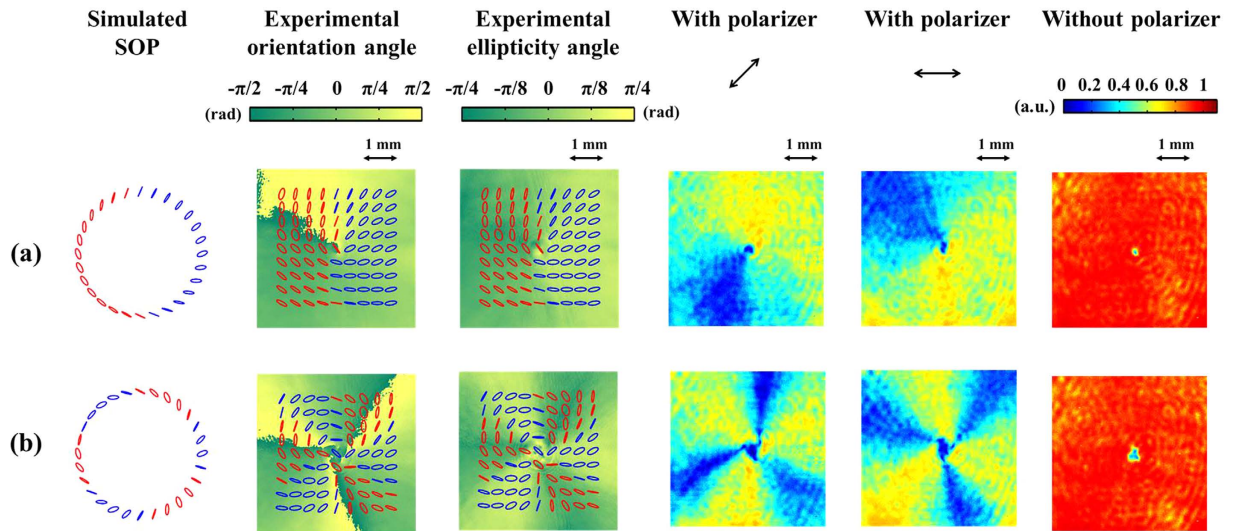 Simulated SOP
Experimental orientation angle
Experimental ellipticity angle
With polarizer
With polarizer
Without polarizer
-π/2 -π/4 0 π/4 π/2
(rad)
-π/4 -π/8 0 π/8 π/4
(rad)
0 0.2 0.4 0.6 0.8 1
(a.u.)
1 mm
1 mm
1 mm
1 mm
1 mm
(a)
(b)